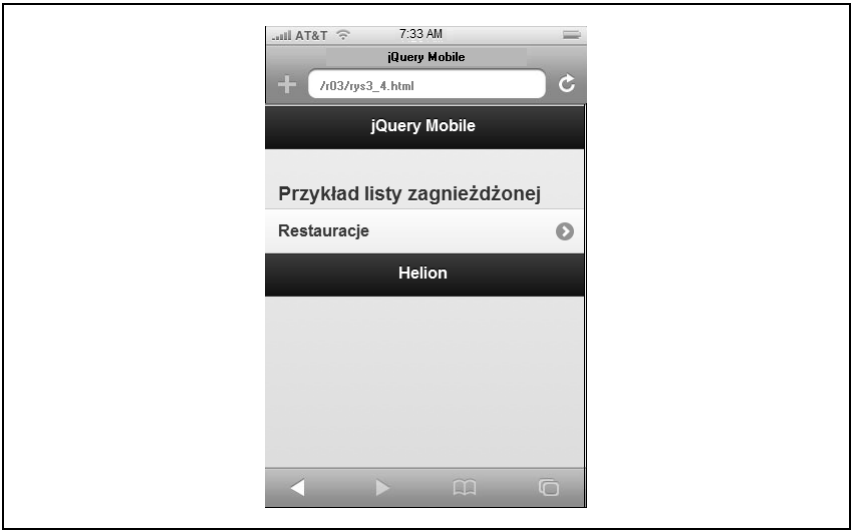 AT&T 7:33 AM
jQuery Mobile
/r03/rys3_4.html
jQuery Mobile
Przykład listy zagnieżdżonej
Restauracje
Helion